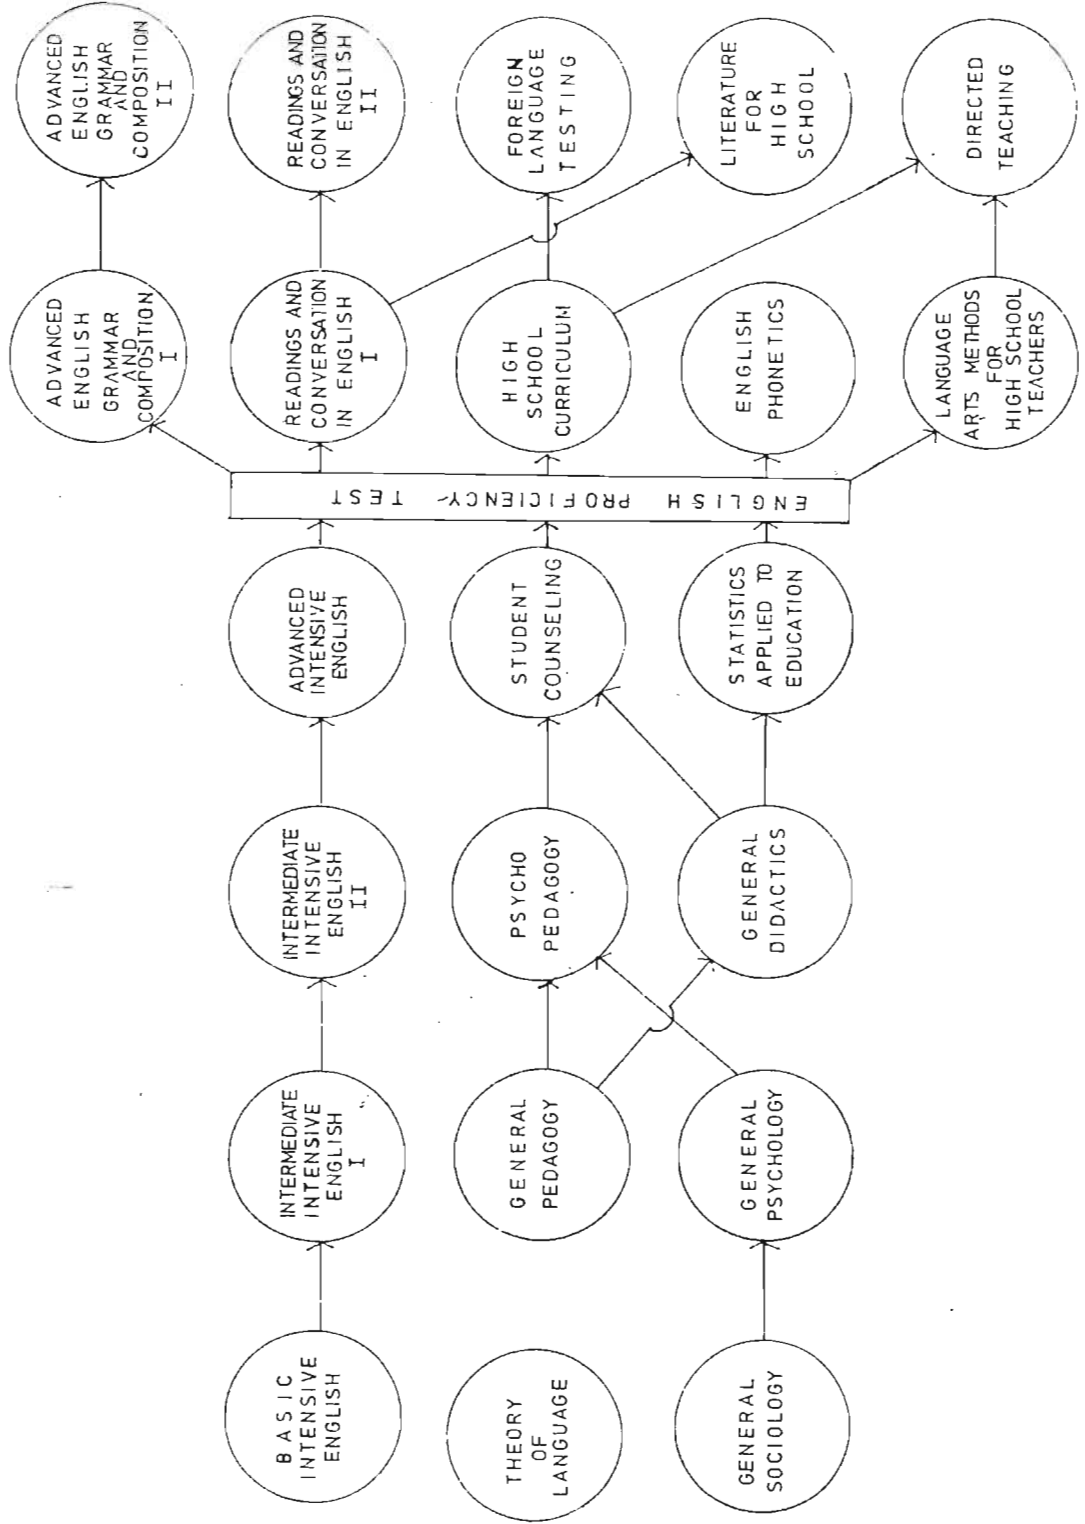 ADVANCED
ENGLISH
GRAMMAR
AND
COMPOSITION
I
ADVANCED
ENGLISH
GRAMMAR
AND
COMPOSITION
II
BASIC
INTENSIVE
ENGLISH
INTERMEDIATE
INTENSIVE
ENGLISH
I
INTERMEDIATE
INTENSIVE
ENGLISH
II
ADVANCED
INTENSIVE
ENGLISH
ENGLISH PROFICIENCY TEST
READINGS AND
CONVERSATION
IN ENGLISH
I
READINGS AND
CONVERSATION
IN ENGLISH
II
THEORY
OF
LANGUAGE
GENERAL
PEDAGOGY
PSYCHO
PEDAGOGY
STUDENT
COUNSELING
HIGH
SCHOOL
CURRICULUM
FOREIGN
LANGUAGE
TESTING
GENERAL
SOCIOLOGY
GENERAL
PSYCHOLOGY
GENERAL
DIDACTICS
STATISTICS
APPLIED TO
EDUCATION
ENGLISH
PHONETICS
LITERATURE
FOR
HIGH
SCHOOL
LANGUAGE
ARTS METHODS
FOR
HIGH SCHOOL
TEACHERS
DIRECTED
TEACHING